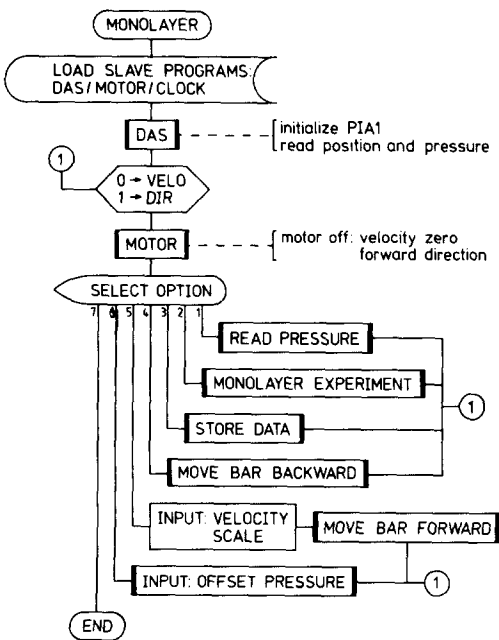 MONOLAYER
LOAD SLAVE PROGRAMS:
DAS/MOTOR/CLOCK
DAS
initialize PIA1
read position and pressure
1
0 → VELO
1 → DIR
MOTOR
motor off: velocity zero
forward direction
SELECT OPTION
7 6 5 4 3 2 1
READ PRESSURE
MONOLAYER EXPERIMENT
1
STORE DATA
MOVE BAR BACKWARD
INPUT: VELOCITY
SCALE
MOVE BAR FORWARD
INPUT: OFFSET PRESSURE
1
END